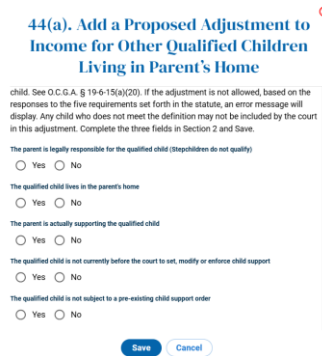 44(a). Add a Proposed Adjustment to
Income for Other Qualified Children
Living in Parent's Home
child. See O.C.G.A. § 19-6-15(a)(20). If the adjustment is not allowed, based on the
responses to the five requirements set forth in the statute, an error message will
display. Any child who does not meet the definition may not be included by the court
in this adjustment. Complete the three fields in Section 2 and Save.
The parent is legally responsible for the qualified child (Stepchildren do not qualify)
Yes No
The qualified child lives in the parent's home
Yes No
The parent is actually supporting the qualified child
Yes No
The qualified child is not currently before the court to set, modify or enforce child support
Yes No
The qualified child is not subject to a pre-existing child support order
Yes No
Save Cancel